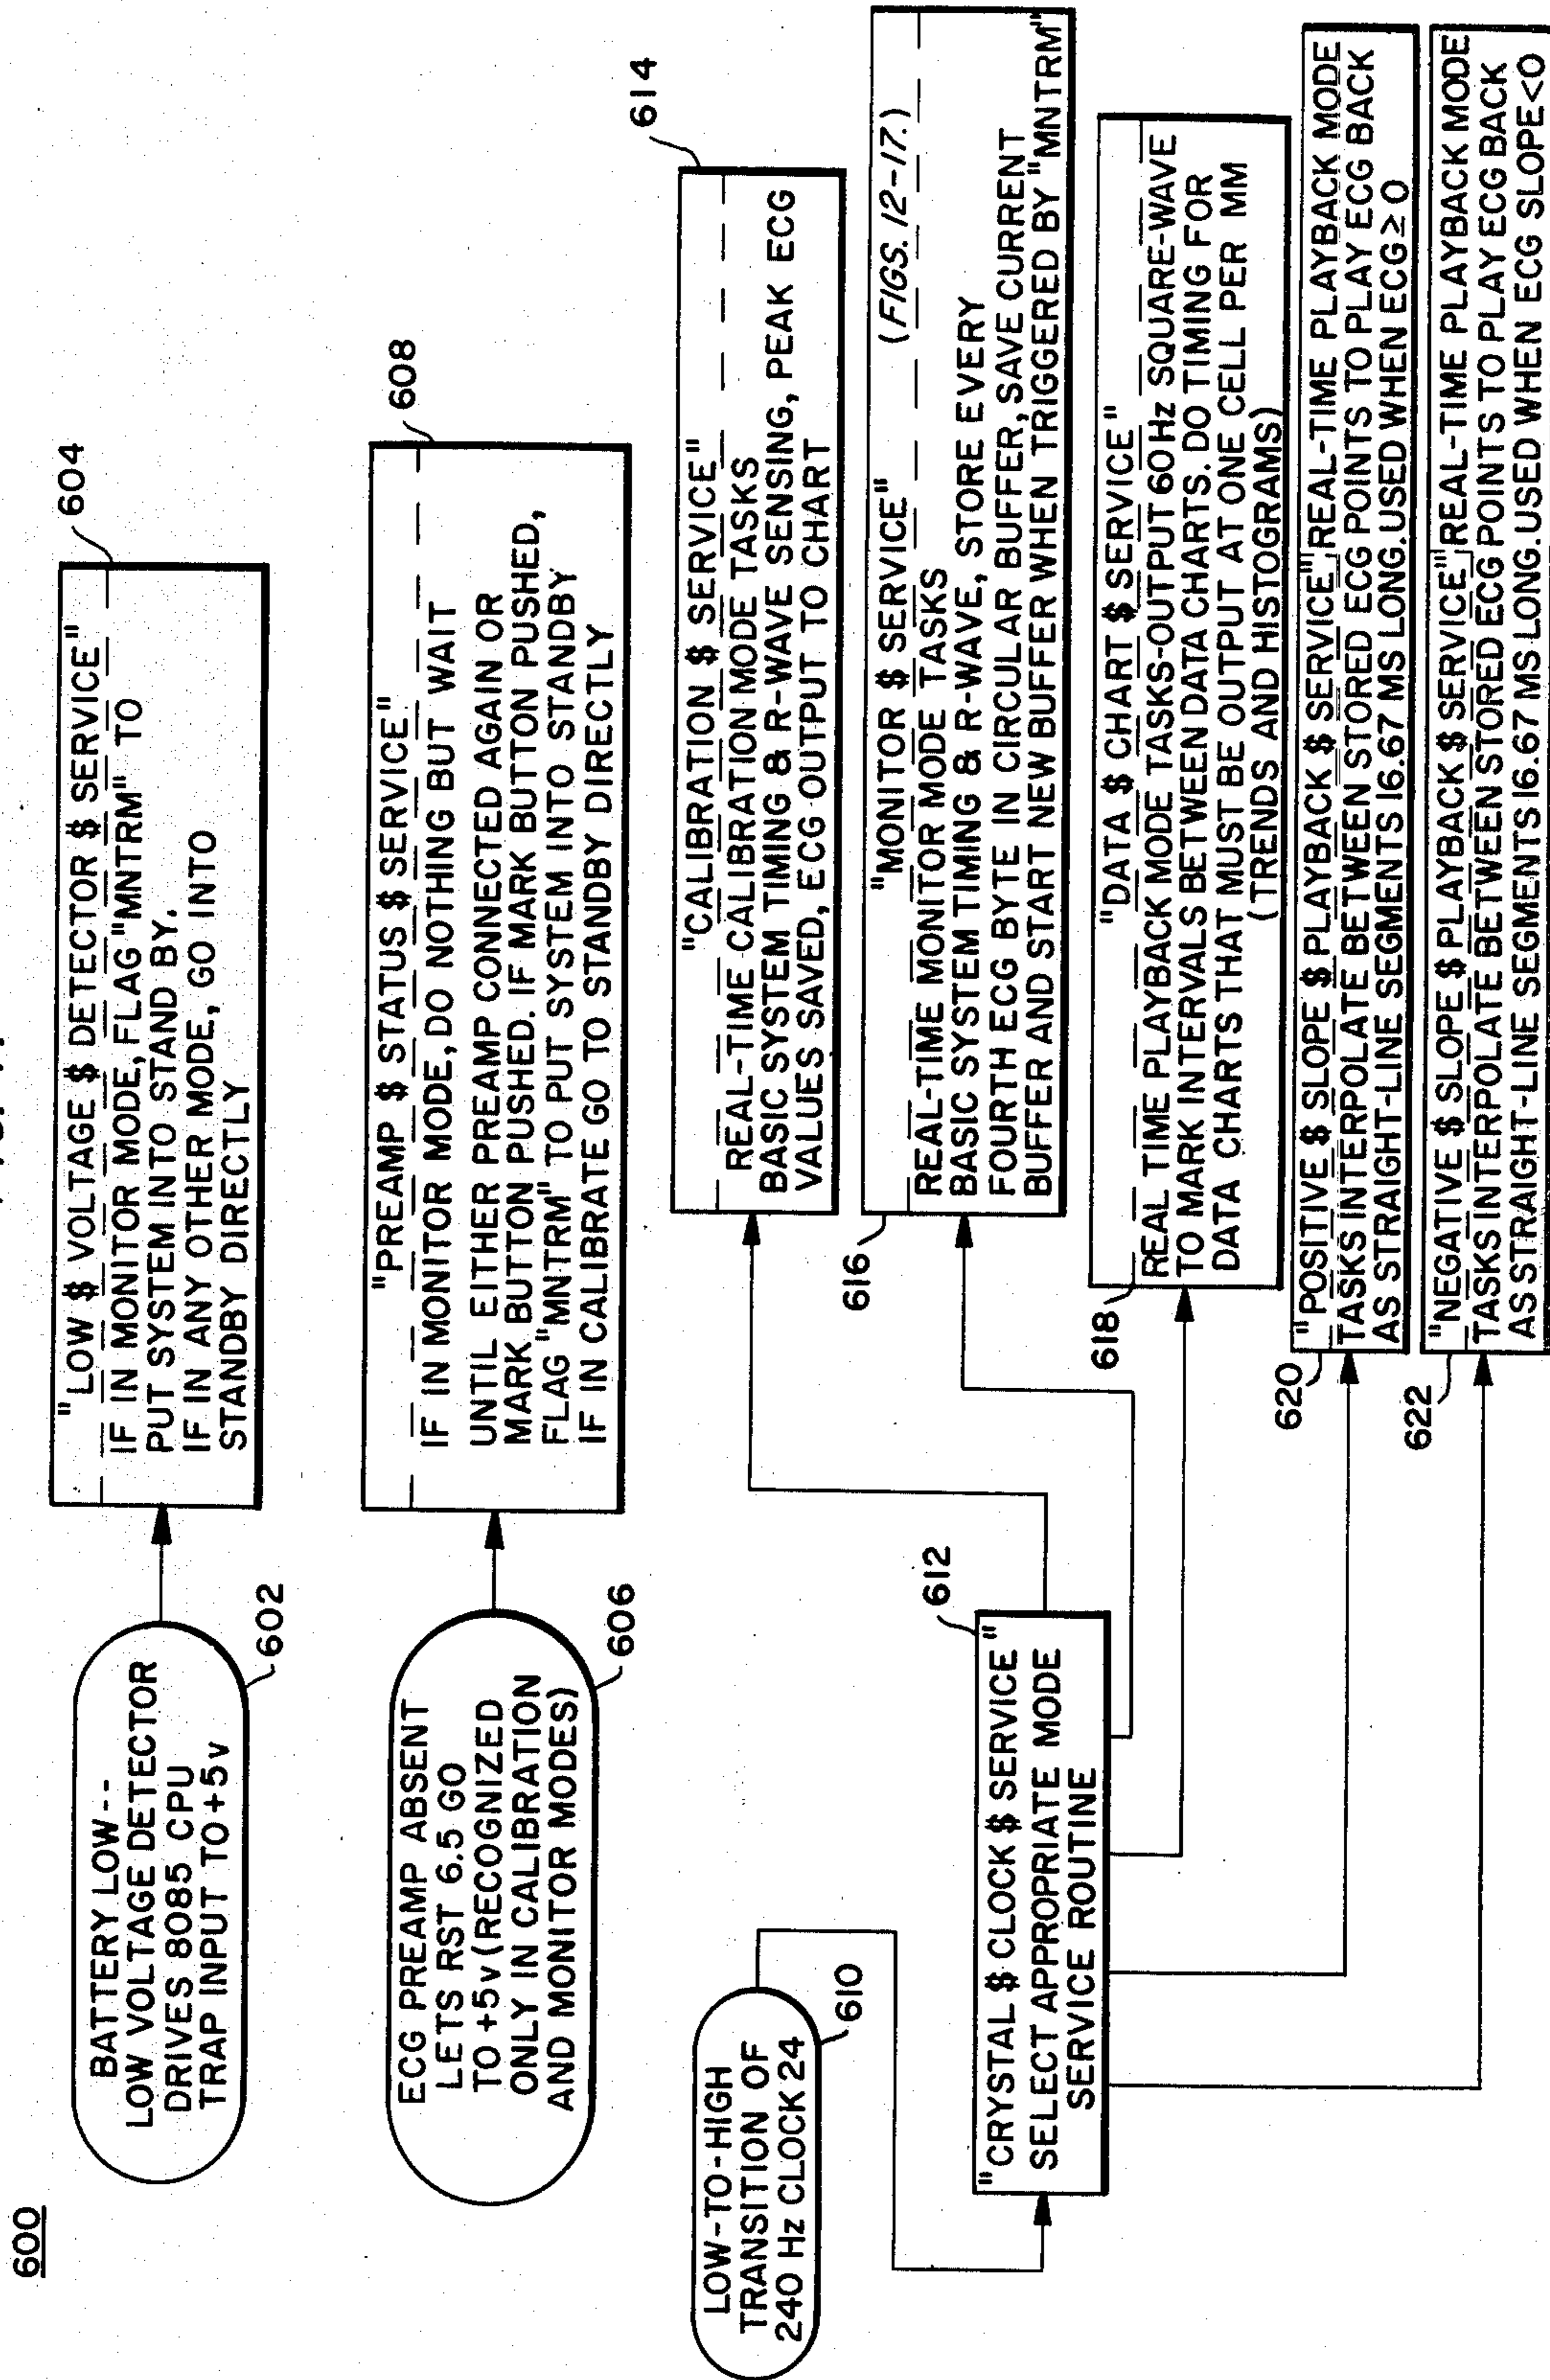 600
BATTERY LOW--
LOW VOLTAGE DETECTOR
DRIVES 8085 CPU
TRAP INPUT TO +5v
602
"LOW $ VOLTAGE $ DETECTOR $ SERVICE"
IF IN MONITOR MODE, FLAG "MNTRM" TO
PUT SYSTEM INTO STAND BY.
IF IN ANY OTHER MODE, GO INTO
STANDBY DIRECTLY
604
ECG PREAMP ABSENT
LETS RST 6.5 GO
TO +5v (RECOGNIZED
ONLY IN CALIBRATION
AND MONITOR MODES)
606
"PREAMP $ STATUS $ SERVICE"
IF IN MONITOR MODE, DO NOTHING BUT WAIT
UNTIL EITHER PREAMP CONNECTED AGAIN OR
MARK BUTTON PUSHED. IF MARK BUTTON PUSHED,
FLAG "MNTRM" TO PUT SYSTEM INTO STANDBY
IF IN CALIBRATE GO TO STANDBY DIRECTLY
608
LOW-TO-HIGH
TRANSITION OF
240 Hz CLOCK 24
610
"CRYSTAL $ CLOCK $ SERVICE"
SELECT APPROPRIATE MODE
SERVICE ROUTINE
612
"CALIBRATION $ SERVICE"
REAL-TIME CALIBRATION MODE TASKS
BASIC SYSTEM TIMING & R-WAVE SENSING, PEAK ECG
VALUES SAVED, ECG OUTPUT TO CHART
614
"MONITOR $ SERVICE" (FIGS. 12-17.)
REAL-TIME MONITOR MODE TASKS
BASIC SYSTEM TIMING & R-WAVE, STORE EVERY
FOURTH ECG BYTE IN CIRCULAR BUFFER, SAVE CURRENT
BUFFER AND START NEW BUFFER WHEN TRIGGERED BY "MNTRM"
616
"DATA $ CHART $ SERVICE"
REAL TIME PLAYBACK MODE TASKS-OUTPUT 60 Hz SQUARE-WAVE
TO MARK INTERVALS BETWEEN DATA CHARTS. DO TIMING FOR
DATA CHARTS THAT MUST BE OUTPUT AT ONE CELL PER MM
(TRENDS AND HISTOGRAMS)
618
"POSITIVE $ SLOPE $ PLAYBACK $ SERVICE" REAL-TIME PLAYBACK MODE
TASKS INTERPOLATE BETWEEN STORED ECG POINTS TO PLAY ECG BACK
AS STRAIGHT-LINE SEGMENTS 16.67 MS LONG. USED WHEN ECG ≥ 0
620
"NEGATIVE $ SLOPE $ PLAYBACK $ SERVICE" REAL-TIME PLAYBACK MODE
TASKS INTERPOLATE BETWEEN STORED ECG POINTS TO PLAY ECG BACK
AS STRAIGHT-LINE SEGMENTS 16.67 MS LONG. USED WHEN ECG SLOPE < 0
622